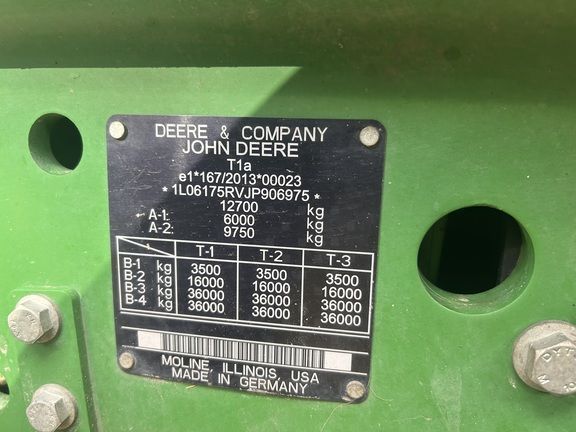 DEERE & COMPANY
JOHN DEERE
T1a
e1*167/2013*00023
*1L06175RVJP906975*
12700 kg
A-1: 6000 kg
A-2: 9750 kg
T-1 T-2 T-3
B-1 kg 3500 3500 3500
B-2 kg 16000 16000 16000
B-3 kg 36000 36000 36000
B-4 kg 36000 36000 36000
MOLINE, ILLINOIS, USA
MADE IN GERMANY